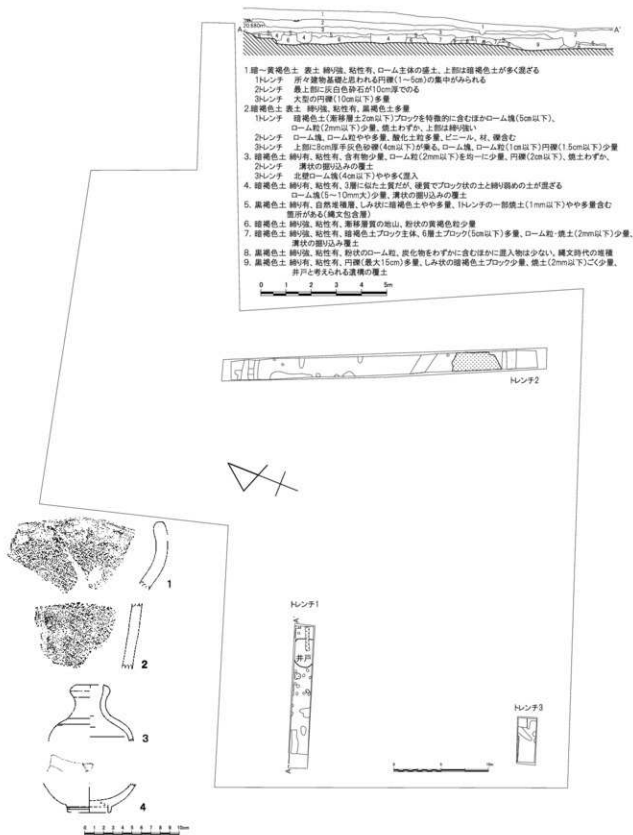 A
20.680m
A'
1.暗~黄褐色土 表土 締り強、粘性有、ローム主体の盛土、上部は暗褐色土が多く混ざる
1トレンチ 所々建物基礎と思われる円礫(1~5cm)の集中がみられる
2トレンチ 最上部に灰白色砕石が10cm厚でのる
3トレンチ 大型の円礫(10cm以下)多量
2.暗褐色土 表土 締り強、粘性有、黒褐色土多量
1トレンチ 暗褐色土(漸移層土2cm以下)ブロックを特徴的に含むほかローム塊(5cm以下)、
ローム粒(2mm以下)少量、焼土わずか、上部は締り強い
2トレンチ ローム塊、ローム粒やや多量、酸化土粒多量、ビニール、材、礫含む
3トレンチ 上部に8cm厚半灰色砂礫(4cm以下)が乗る、ローム塊、ローム粒(1cm以下)円礫(1.5cm以下)少量
3.暗褐色土 締り有、粘性有、含有物少量、ローム粒(2mm以下)を均一に少量、円礫(2cm以下)、焼土わずか、
2トレンチ 溝状の掘り込みの覆土
3トレンチ 北壁ローム塊(4cm以下)やや多く混入
4.暗褐色土 締り有、粘性有、3層に似た土質だが、硬質でブロック状の土と締り弱めの土が混ざる
ローム塊(5~10mm大)少量、溝状の掘り込みの覆土
5.黒褐色土 締り有、自然堆積層、しみ状に暗褐色土やや多量、1トレンチの一部焼土(1mm以下)やや多量含む
箇所がある(縄文包含層)
6.暗褐色土 締り強、粘性有、漸移層質の地山、粉状の黄褐色粒少量
7.暗褐色土 締り強、粘性有、暗褐色土ブロック主体、6層土ブロック(5cm以下)多量、ローム粒・焼土(2mm以下)少量、
溝状の掘り込み覆土
8.黒褐色土 締り強、粘性有、粉状のローム粒、炭化物をわずかに含むほかに混入物は少ない、縄文時代の堆積
9.黒褐色土 締り有、粘性有、円礫(最大15cm)多量、しみ状の暗褐色土ブロック少量、焼土(2mm以下)ごく少量、
井戸と考えられる遺構の覆土
0 1 2 3 4 5m
トレンチ2
1
2
3
4
0 1 2 3 4 5 6 7 8 9 10cm
トレンチ1
A'
井戸
A
トレンチ3
0 5 10m